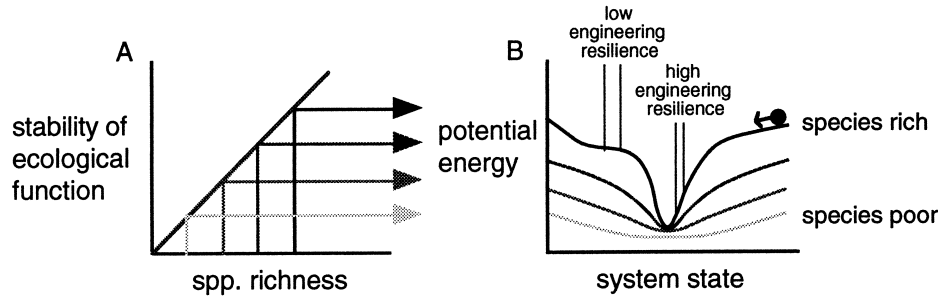 A
stability of
ecological
function
spp. richness
B
low
engineering
resilience
high
engineering
resilience
potential
energy
species rich
species poor
system state